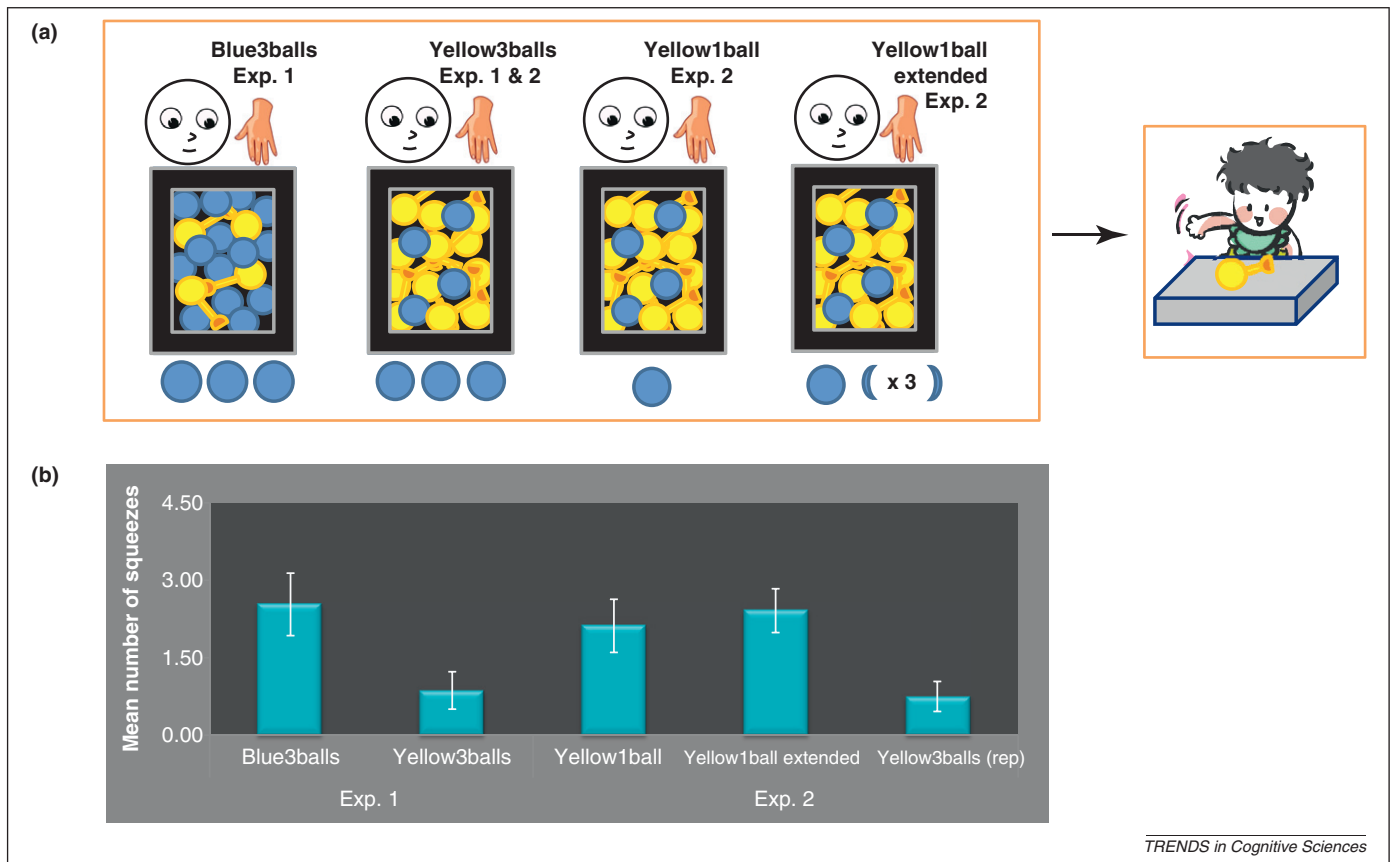 (a)
Blue3balls
Exp. 1
Yellow3balls
Exp. 1 & 2
Yellow1ball
Exp. 2
Yellow1ball
extended
Exp. 2
( x 3 )
(b)
Mean number of squeezes
4.50
3.00
1.50
0.00
Blue3balls Yellow3balls Yellow1ball Yellow1ball extended Yellow3balls (rep)
Exp. 1 Exp. 2
TRENDS in Cognitive Sciences